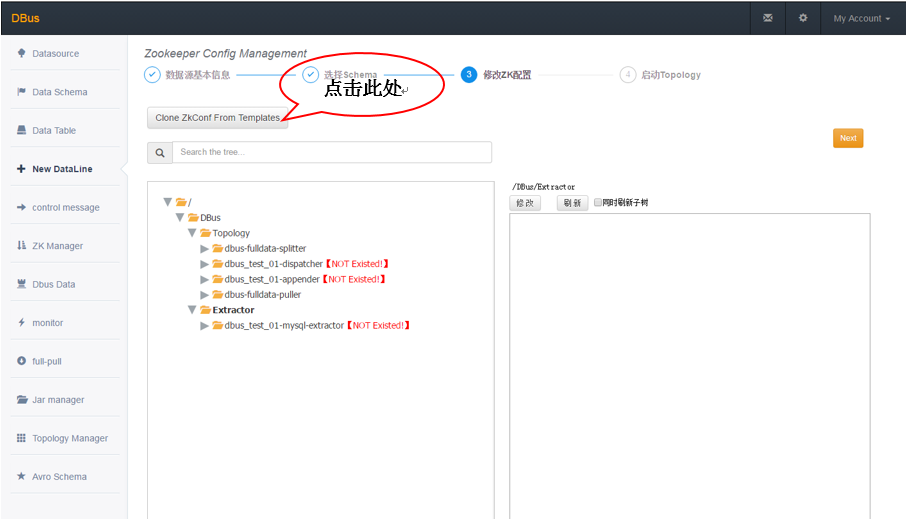 DBus
My Account
Datasource
Data Schema
Data Table
New DataLine
control message
ZK Manager
Dbus Data
monitor
full-pull
Jar manager
Topology Manager
Avro Schema
Zookeeper Config Management
数据源基本信息
选择Schema
3 修改ZK配置
4 启动Topology
点击此处
Clone ZkConf From Templates
Next
Search the tree...
/
DBus
Topology
dbus-fulldata-splitter
dbus_test_01-dispatcher【NOT Existed!】
dbus_test_01-appender【NOT Existed!】
dbus-fulldata-puller
Extractor
dbus_test_01-mysql-extractor【NOT Existed!】
/DBus/Extractor
修改 刷新 同时刷新子树